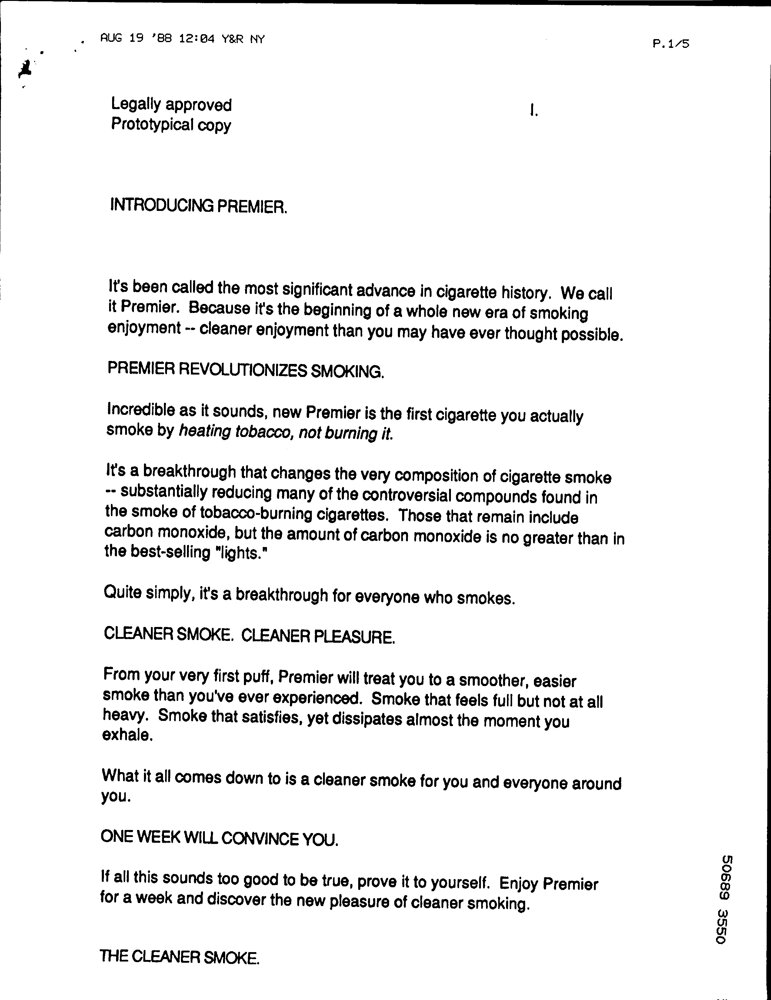 AUG 19 '88 12:04 Y&R NY
P.1/5
Legally approved
Prototypical copy
I.
INTRODUCING PREMIER.
It's been called the most significant advance in cigarette history. We call
it Premier. Because it's the beginning of a whole new era of smoking
enjoyment -- cleaner enjoyment than you may have ever thought possible.
PREMIER REVOLUTIONIZES SMOKING.
Incredible as it sounds, new Premier is the first cigarette you actually
smoke by heating tobacco, not burning it.
It's a breakthrough that changes the very composition of cigarette smoke
-- substantially reducing many of the controversial compounds found in
the smoke of tobacco-burning cigarettes. Those that remain include
carbon monoxide, but the amount of carbon monoxide is no greater than in
the best-selling "lights."
Quite simply, it's a breakthrough for everyone who smokes.
CLEANER SMOKE. CLEANER PLEASURE.
From your very first puff, Premier will treat you to a smoother, easier
smoke than you've ever experienced. Smoke that feels full but not at all
heavy. Smoke that satisfies, yet dissipates almost the moment you
exhale.
What it all comes down to is a cleaner smoke for you and everyone around
you.
ONE WEEK WILL CONVINCE YOU.
If all this sounds too good to be true, prove it to yourself. Enjoy Premier
for a week and discover the new pleasure of cleaner smoking.
THE CLEANER SMOKE.
50689 3550